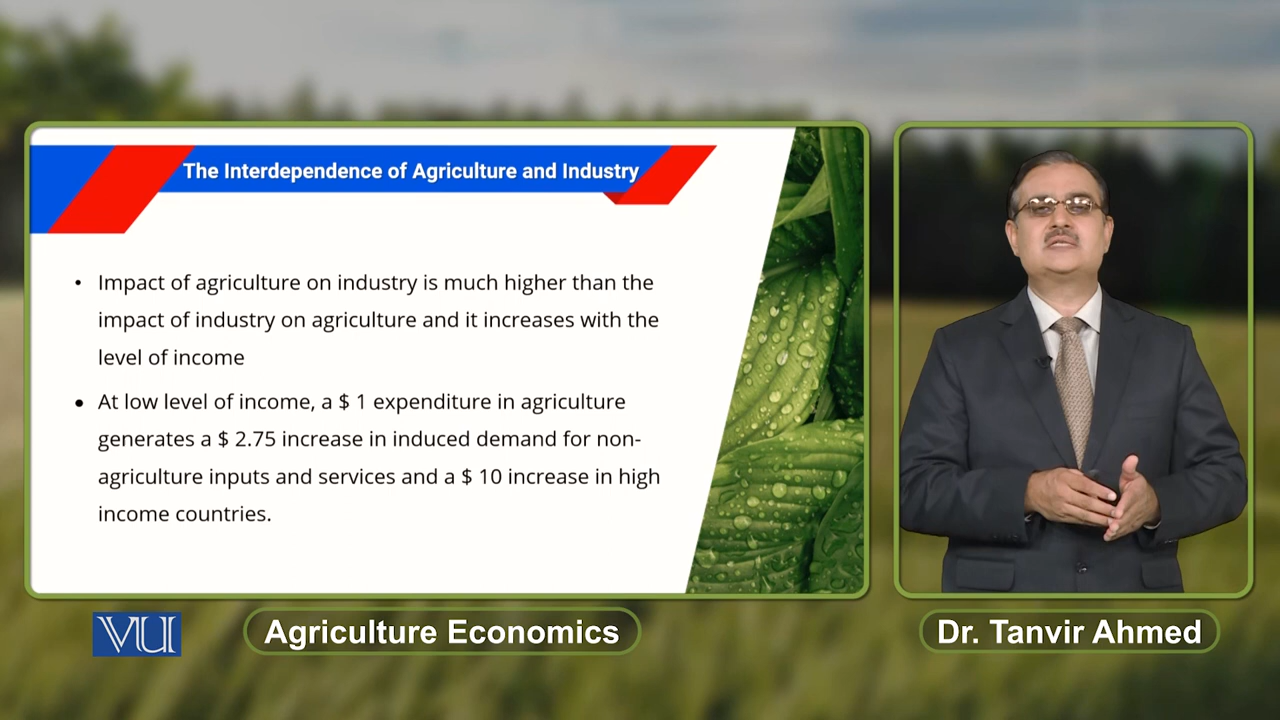 The Interdependence of Agriculture and Industry
• Impact of agriculture on industry is much higher than the
impact of industry on agriculture and it increases with the
level of income
• At low level of income, a $ 1 expenditure in agriculture
generates a $ 2.75 increase in induced demand for non-
agriculture inputs and services and a $ 10 increase in high
income countries.
VU
Agriculture Economics
Dr. Tanvir Ahmed